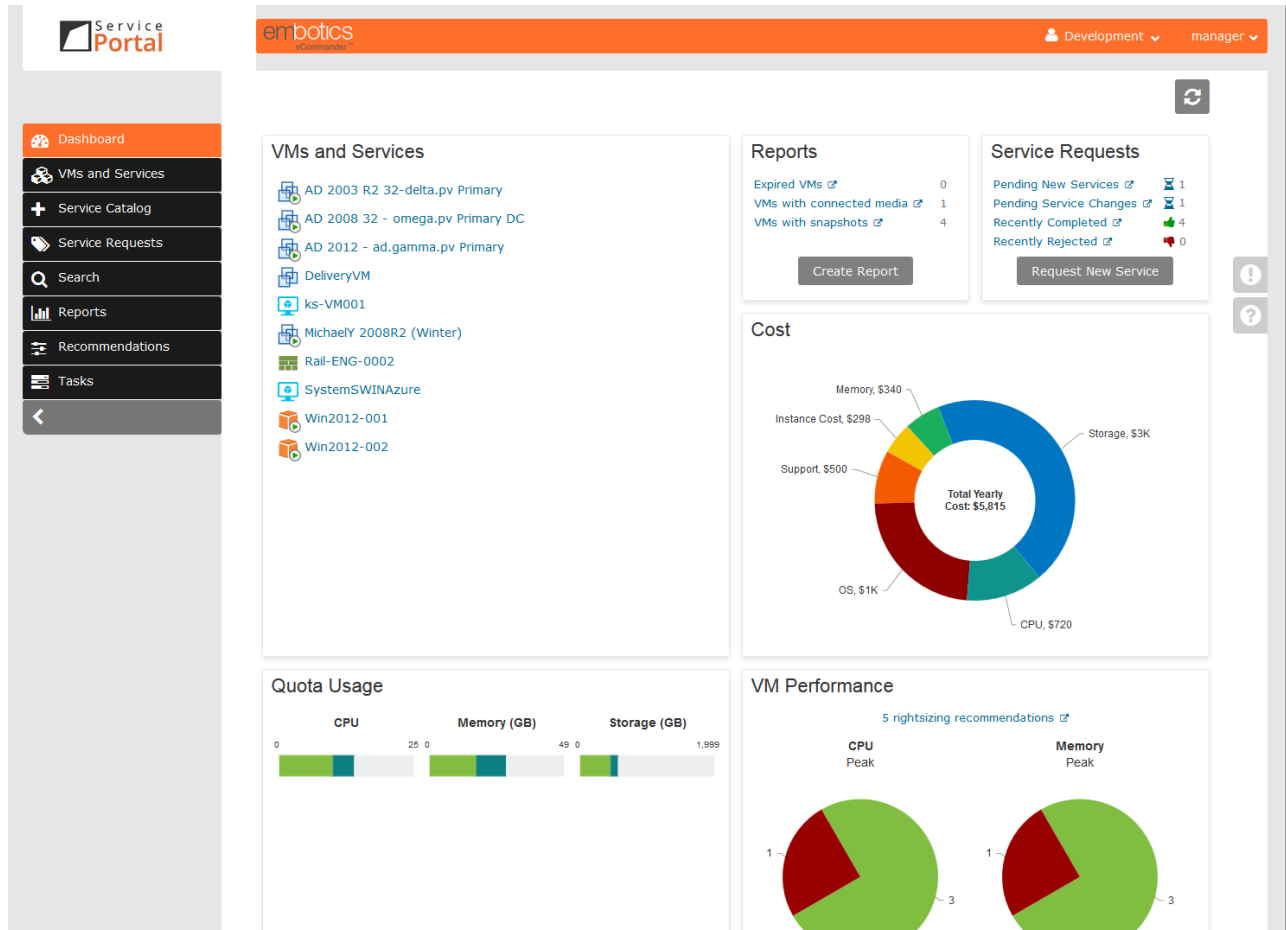 Service
Portal
embotics
vCommander™
Development
manager
Dashboard
VMs and Services
Service Catalog
Service Requests
Search
Reports
Recommendations
Tasks
VMs and Services
AD 2003 R2 32-delta.pv Primary
AD 2008 32 - omega.pv Primary DC
AD 2012 - ad.gamma.pv Primary
DeliveryVM
ks-VM001
MichaelY 2008R2 (Winter)
Rail-ENG-0002
SystemSWINAzure
Win2012-001
Win2012-002
Reports
Expired VMs 0
VMs with connected media 1
VMs with snapshots 4
Create Report
Service Requests
Pending New Services 1
Pending Service Changes 1
Recently Completed 4
Recently Rejected 0
Request New Service
Cost
Memory, $340
Instance Cost, $298
Storage, $3K
Support, $500
Total Yearly
Cost: $5,815
OS, $1K
CPU, $720
Quota Usage
CPU Memory (GB) Storage (GB)
0 25 0 49 0 1,999
VM Performance
5 rightsizing recommendations
CPU Memory
Peak Peak
1 1
3 3